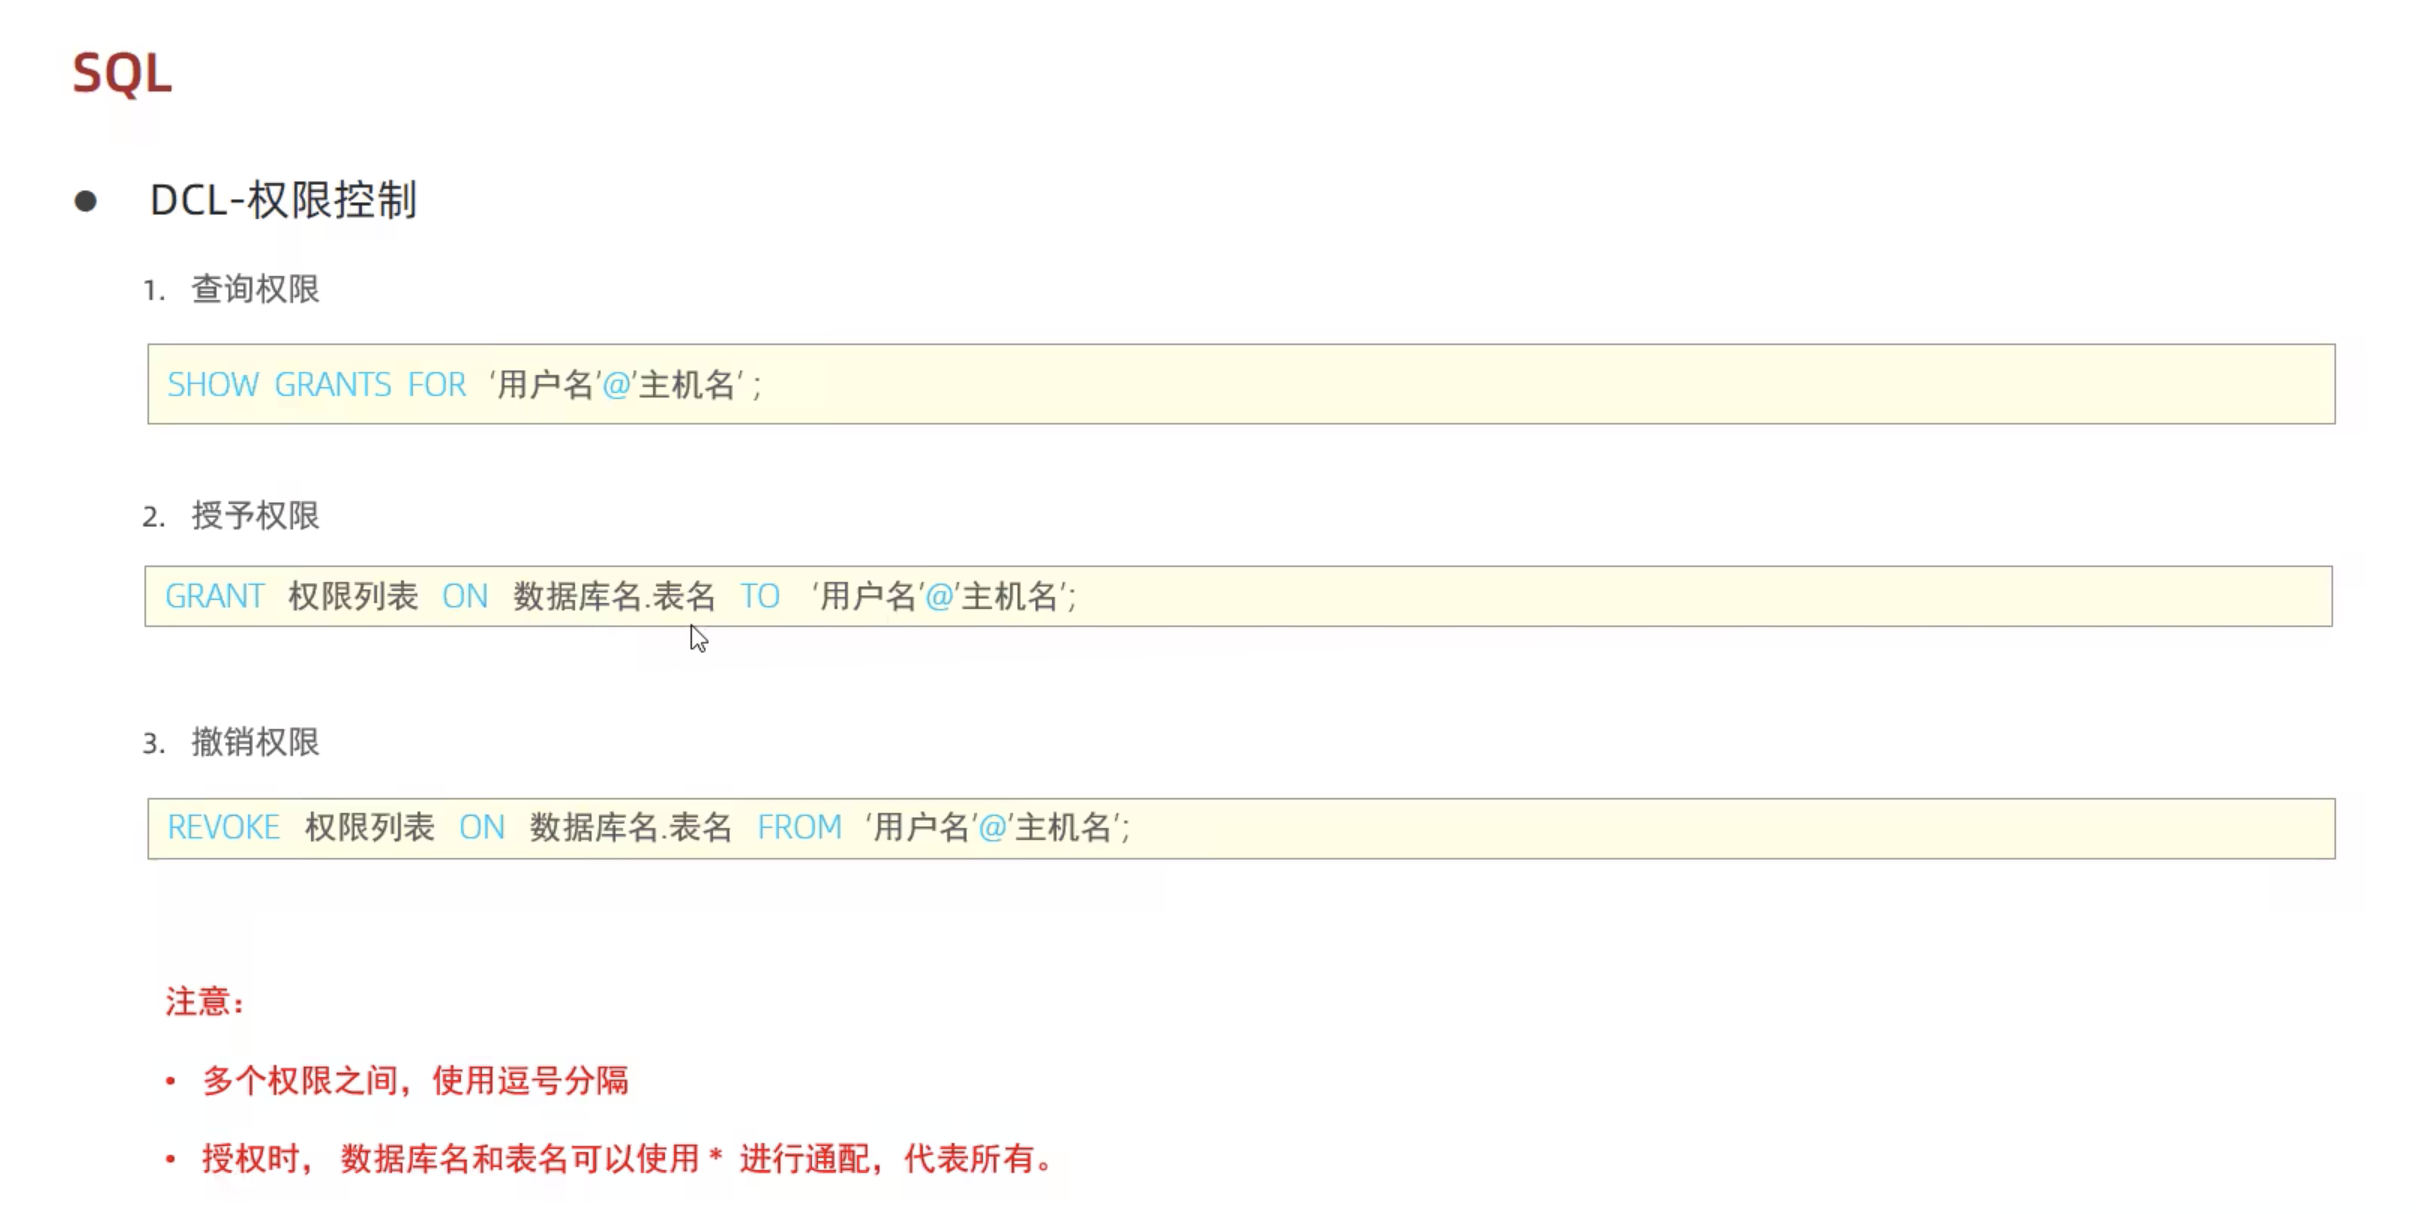 SQL
● DCL-权限控制
1. 查询权限
SHOW GRANTS FOR '用户名'@'主机名' ;
2. 授予权限
GRANT 权限列表 ON 数据库名.表名 TO '用户名'@'主机名';
3. 撤销权限
REVOKE 权限列表 ON 数据库名.表名 FROM '用户名'@'主机名';
注意：
• 多个权限之间，使用逗号分隔
• 授权时， 数据库名和表名可以使用 * 进行通配，代表所有。